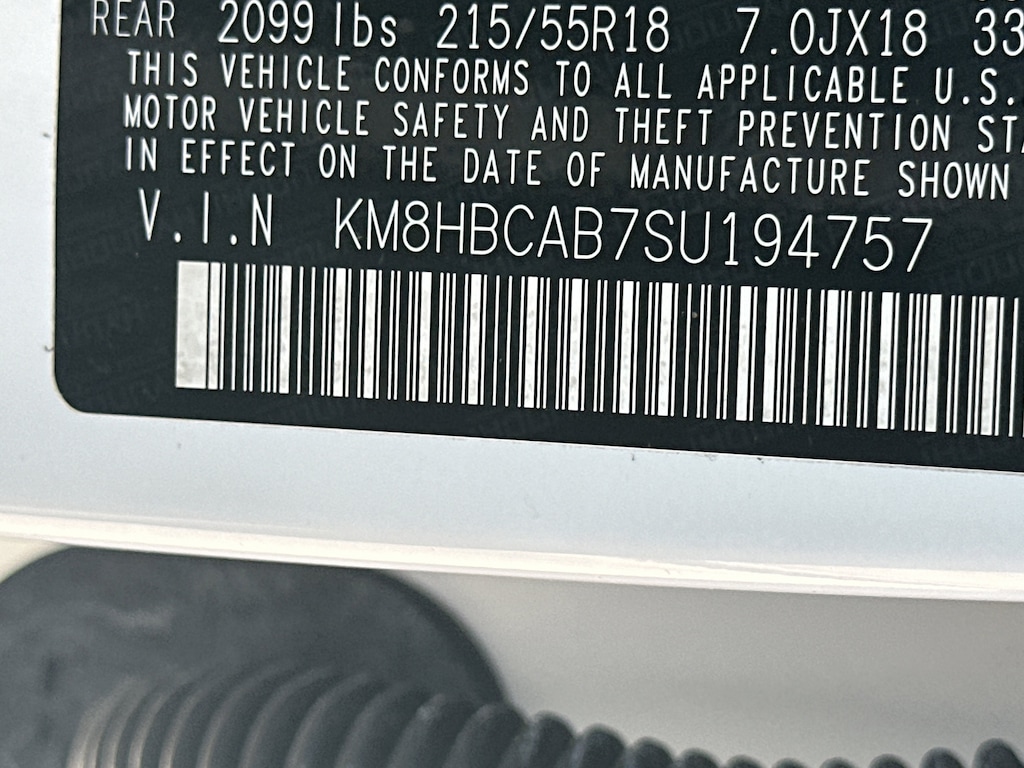 REAR 2099 lbs 215/55R18 7.0JX18 33
THIS VEHICLE CONFORMS TO ALL APPLICABLE U.S.
MOTOR VEHICLE SAFETY AND THEFT PREVENTION
IN EFFECT ON THE DATE OF MANUFACTURE SHOWN
V.I.N KM8HBCAB7SU194757